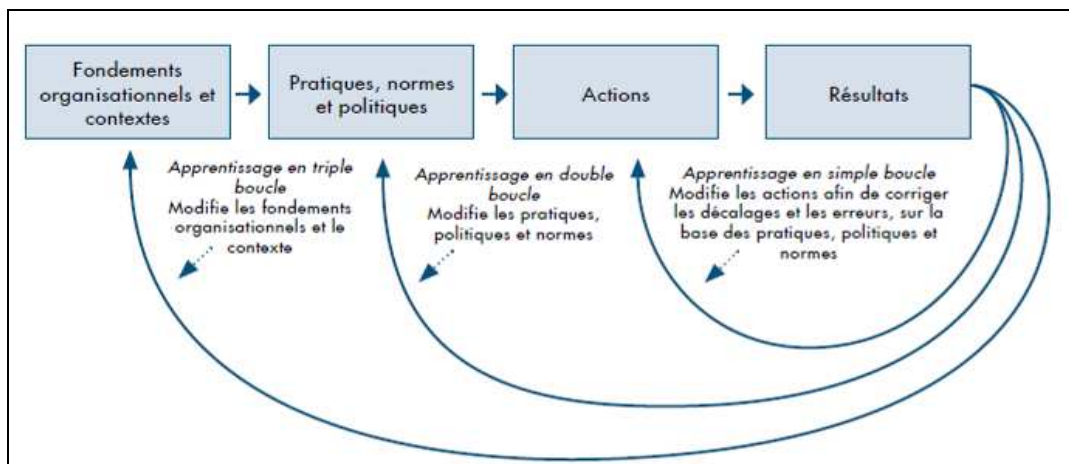 Fondements
organisationnels et
contextes
Pratiques, normes
et politiques
Actions
Résultats
Apprentissage en triple
boucle
Modifie les fondements
organisationnels et le
contexte
Apprentissage en double
boucle
Modifie les pratiques,
politiques et normes
Apprentissage en simple boucle
Modifie les actions afin de corriger
les décalages et les erreurs, sur la
base des pratiques, politiques et
normes